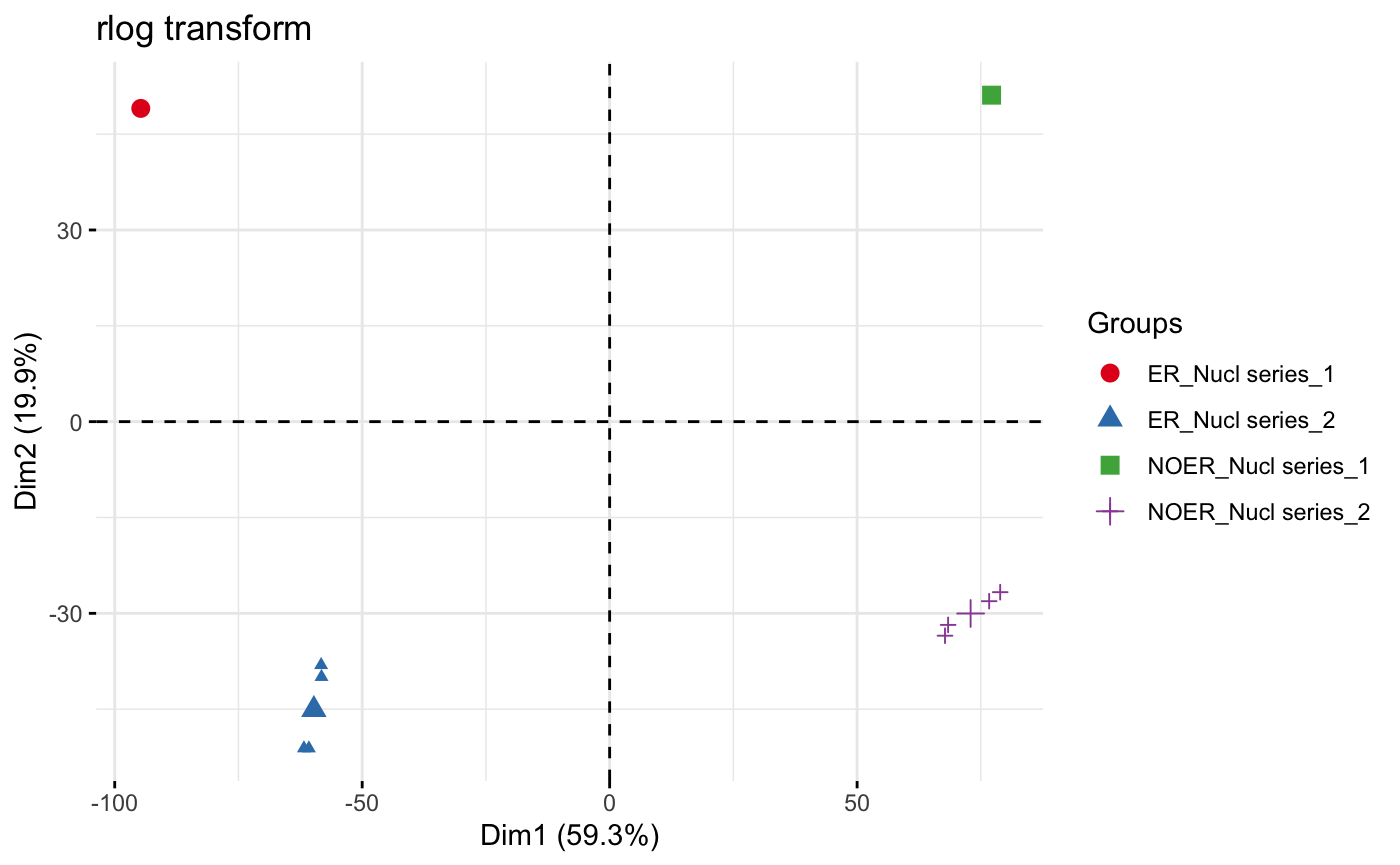 rlog transform
30
0
-30
Dim2 (19.9%)
-100
-50
0
50
Dim1 (59.3%)
Groups
ER_Nucl series_1
ER_Nucl series_2
NOER_Nucl series_1
NOER_Nucl series_2